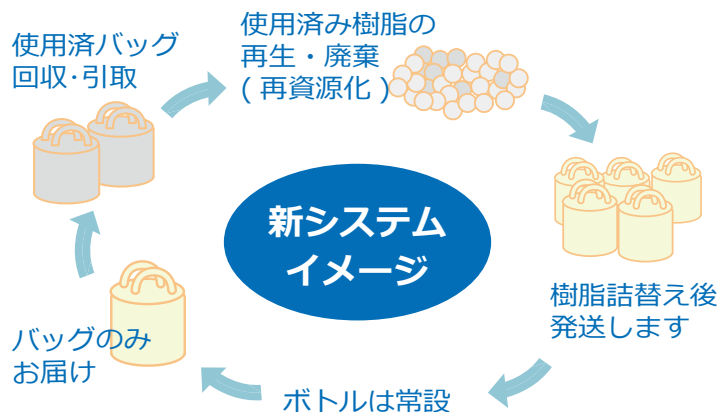 使用済バッグ
回収・引取
使用済み樹脂の
再生・廃棄
(再資源化)
新システム
イメージ
樹脂詰替え後
発送します
ボトルは常設
バッグのみ
お届け